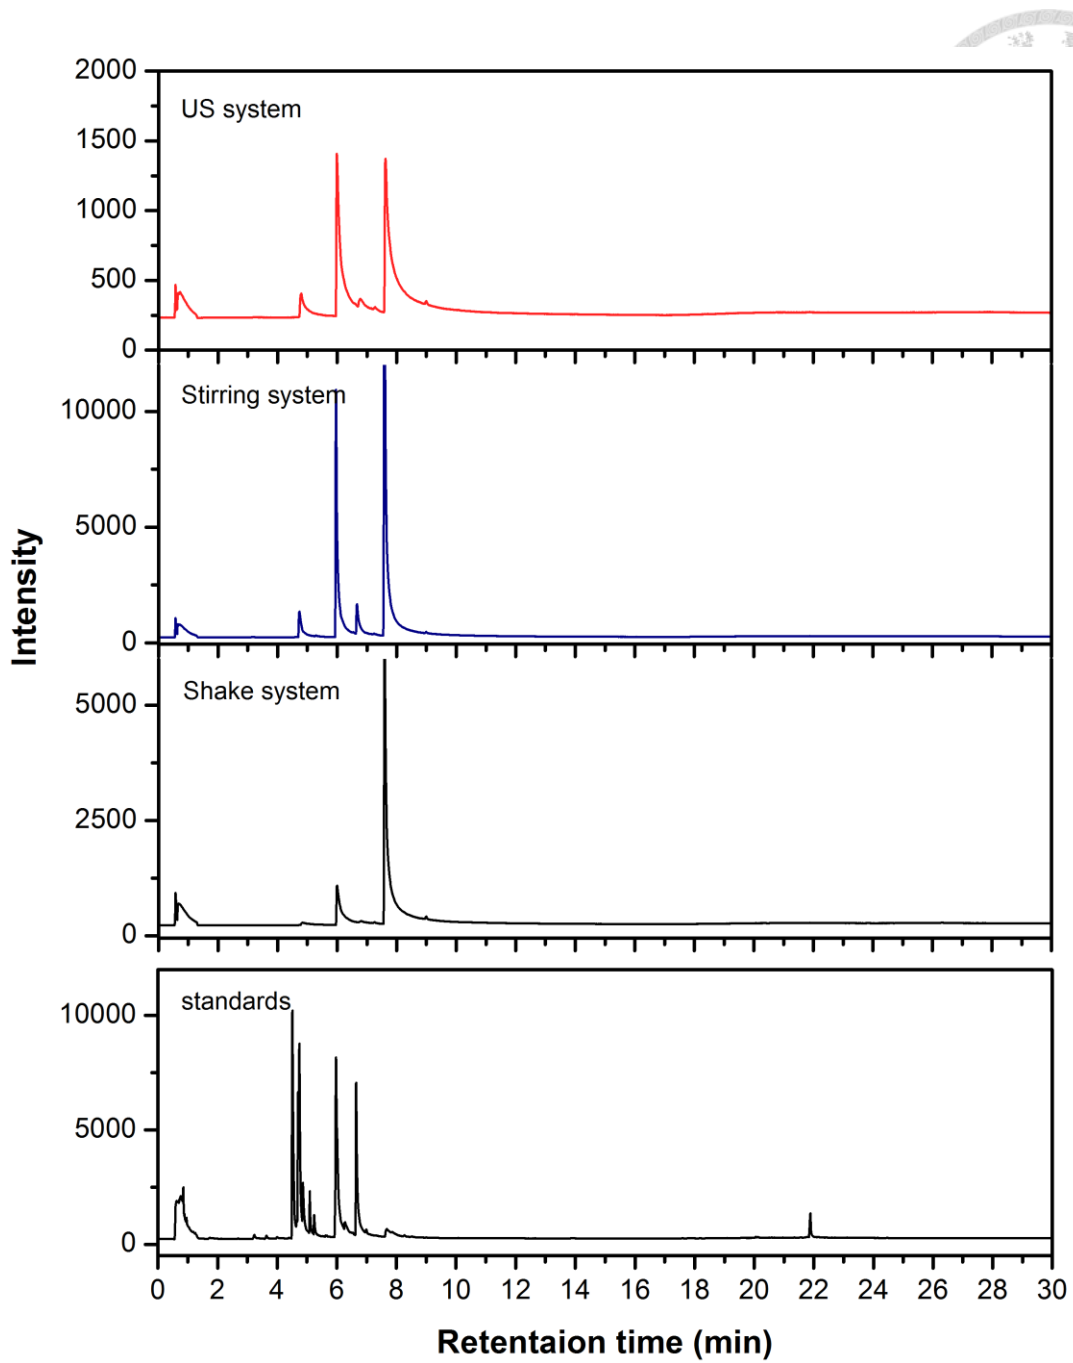 2000
US system
1500
1000
500
0
Stirring system
10000
5000
0
Intensity
Shake system
5000
2500
0
standards
10000
5000
0
0 2 4 6 8 10 12 14 16 18 20 22 24 26 28 30
Retentaion time (min)